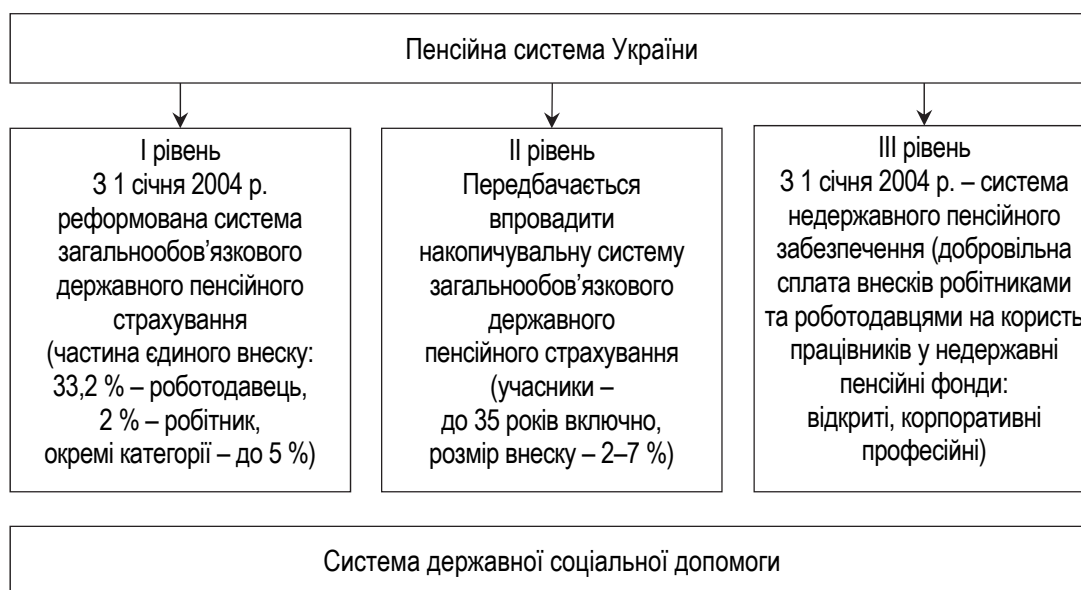 Пенсійна система України
І рівень
З 1 січня 2004 р.
реформована система
загальнообов’язкового
державного пенсійного
страхування
(частина єдиного внеску:
33,2 % – роботодавець,
2 % – робітник,
окремі категорії – до 5 %)
ІІ рівень
Передбачається
впровадити
накопичувальну систему
загальнообов’язкового
державного
пенсійного страхування
(учасники –
до 35 років включно,
розмір внеску – 2–7 %)
ІІІ рівень
З 1 січня 2004 р. – система
недержавного пенсійного
забезпечення (добровільна
сплата внесків робітниками
та роботодавцями на користь
працівників у недержавні
пенсійні фонди:
відкриті, корпоративні
професійні)
Система державної соціальної допомоги